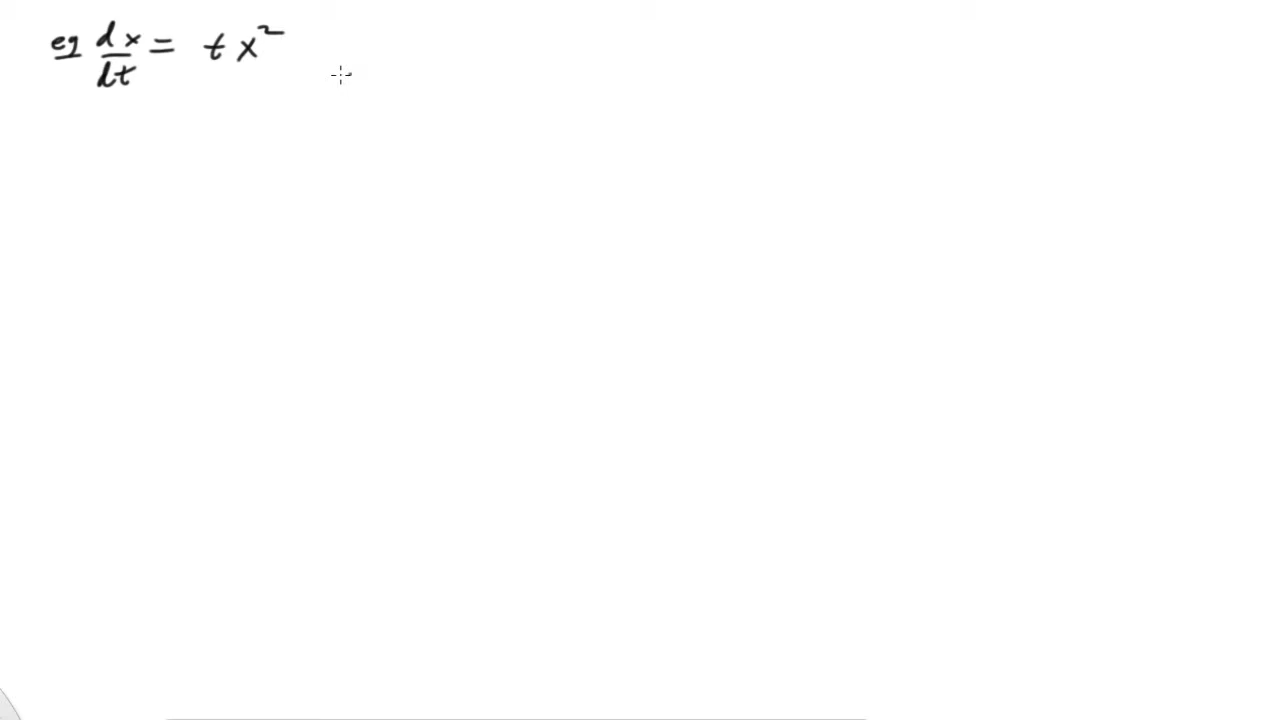 eg dx/dt = t x²